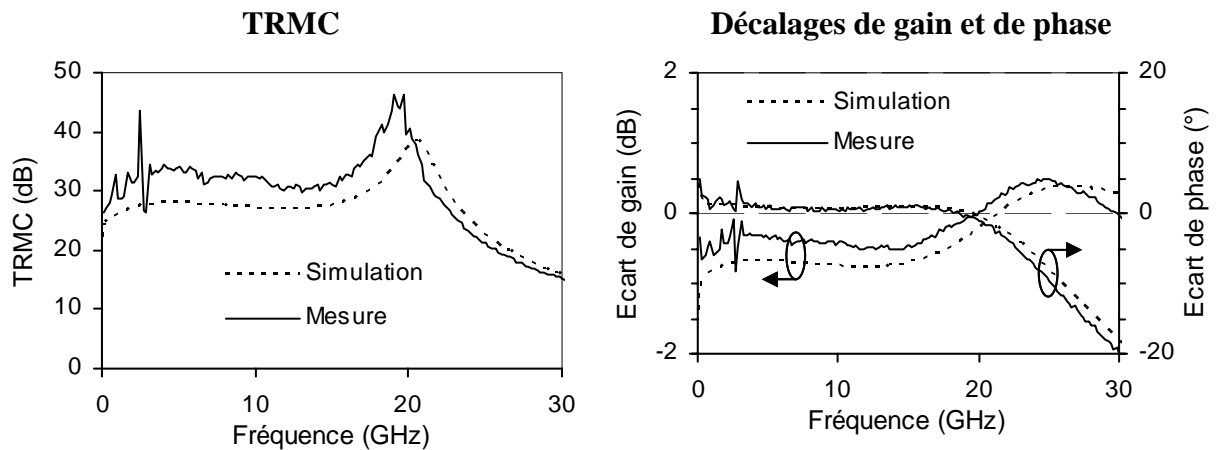 TRMC
50
40
30
20
10
0
TRMC (dB)
Simulation
Mesure
0
10
20
30
Fréquence (GHz)
Décalages de gain et de phase
2
0
-2
Ecart de gain (dB)
Simulation
Mesure
20
0
-20
Ecart de phase (°)
0
10
20
30
Fréquence (GHz)